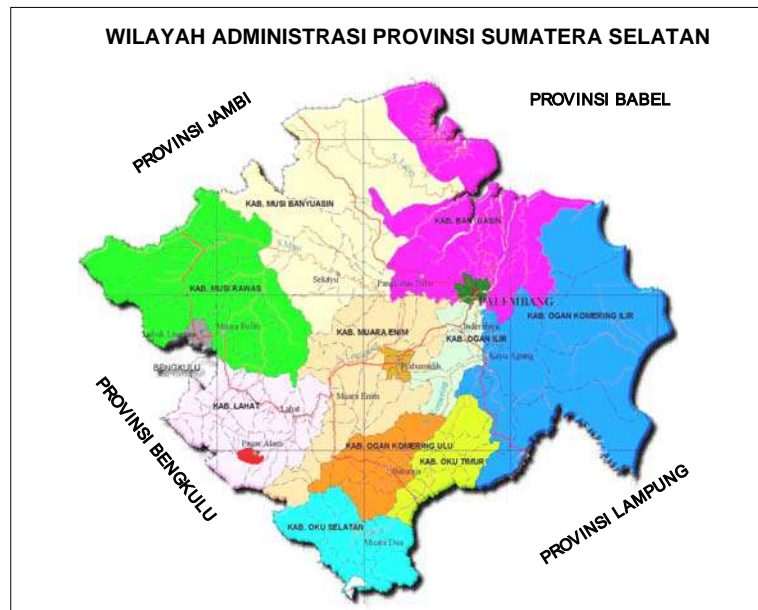 WILAYAH ADMINISTRASI PROVINSI SUMATERA SELATAN
PROVINSI JAMBI
PROVINSI BABEL
KAB. MUSI BANYUASIN
KAB. BANYUASIN
S. Musi
Sekayu
KAB. MUSI RAWAS
PALEMBANG
KAB. OGAN KOMERING ILIR
KAB. MUARA ENIM
KAB. OGAN ILIR
Inderalaya
Kayu Agung
Prabumulih
BENGKULU
KAB. LAHAT
Lahat
Muara Enim
Pagar Alam
KAB. OGAN KOMERING ULU
KAB. OKU TIMUR
Baturaja
KAB. OKU SELATAN
Muara Dua
PROVINSI BENGKULU
PROVINSI LAMPUNG